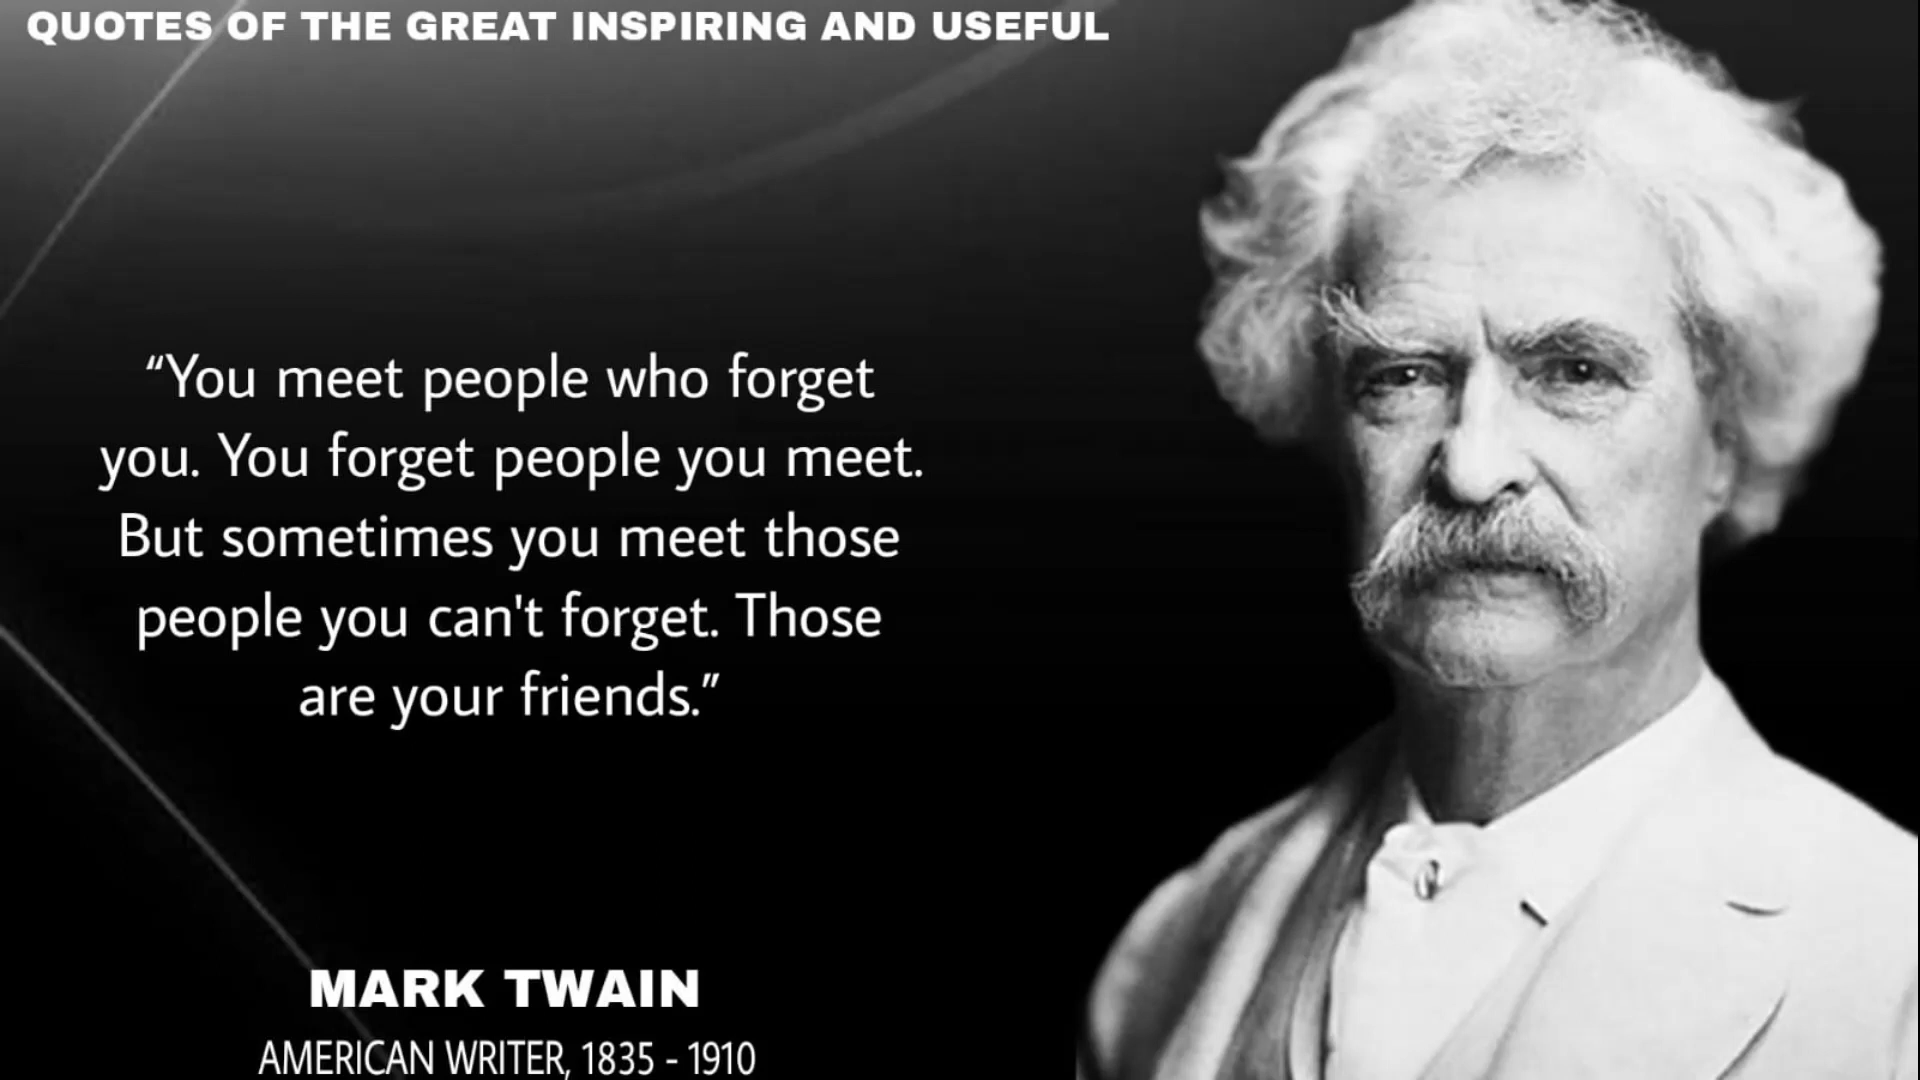 QUOTES OF THE GREAT INSPIRING AND USEFUL
“You meet people who forget
you. You forget people you meet.
But sometimes you meet those
people you can't forget. Those
are your friends.”
MARK TWAIN
AMERICAN WRITER, 1835 - 1910